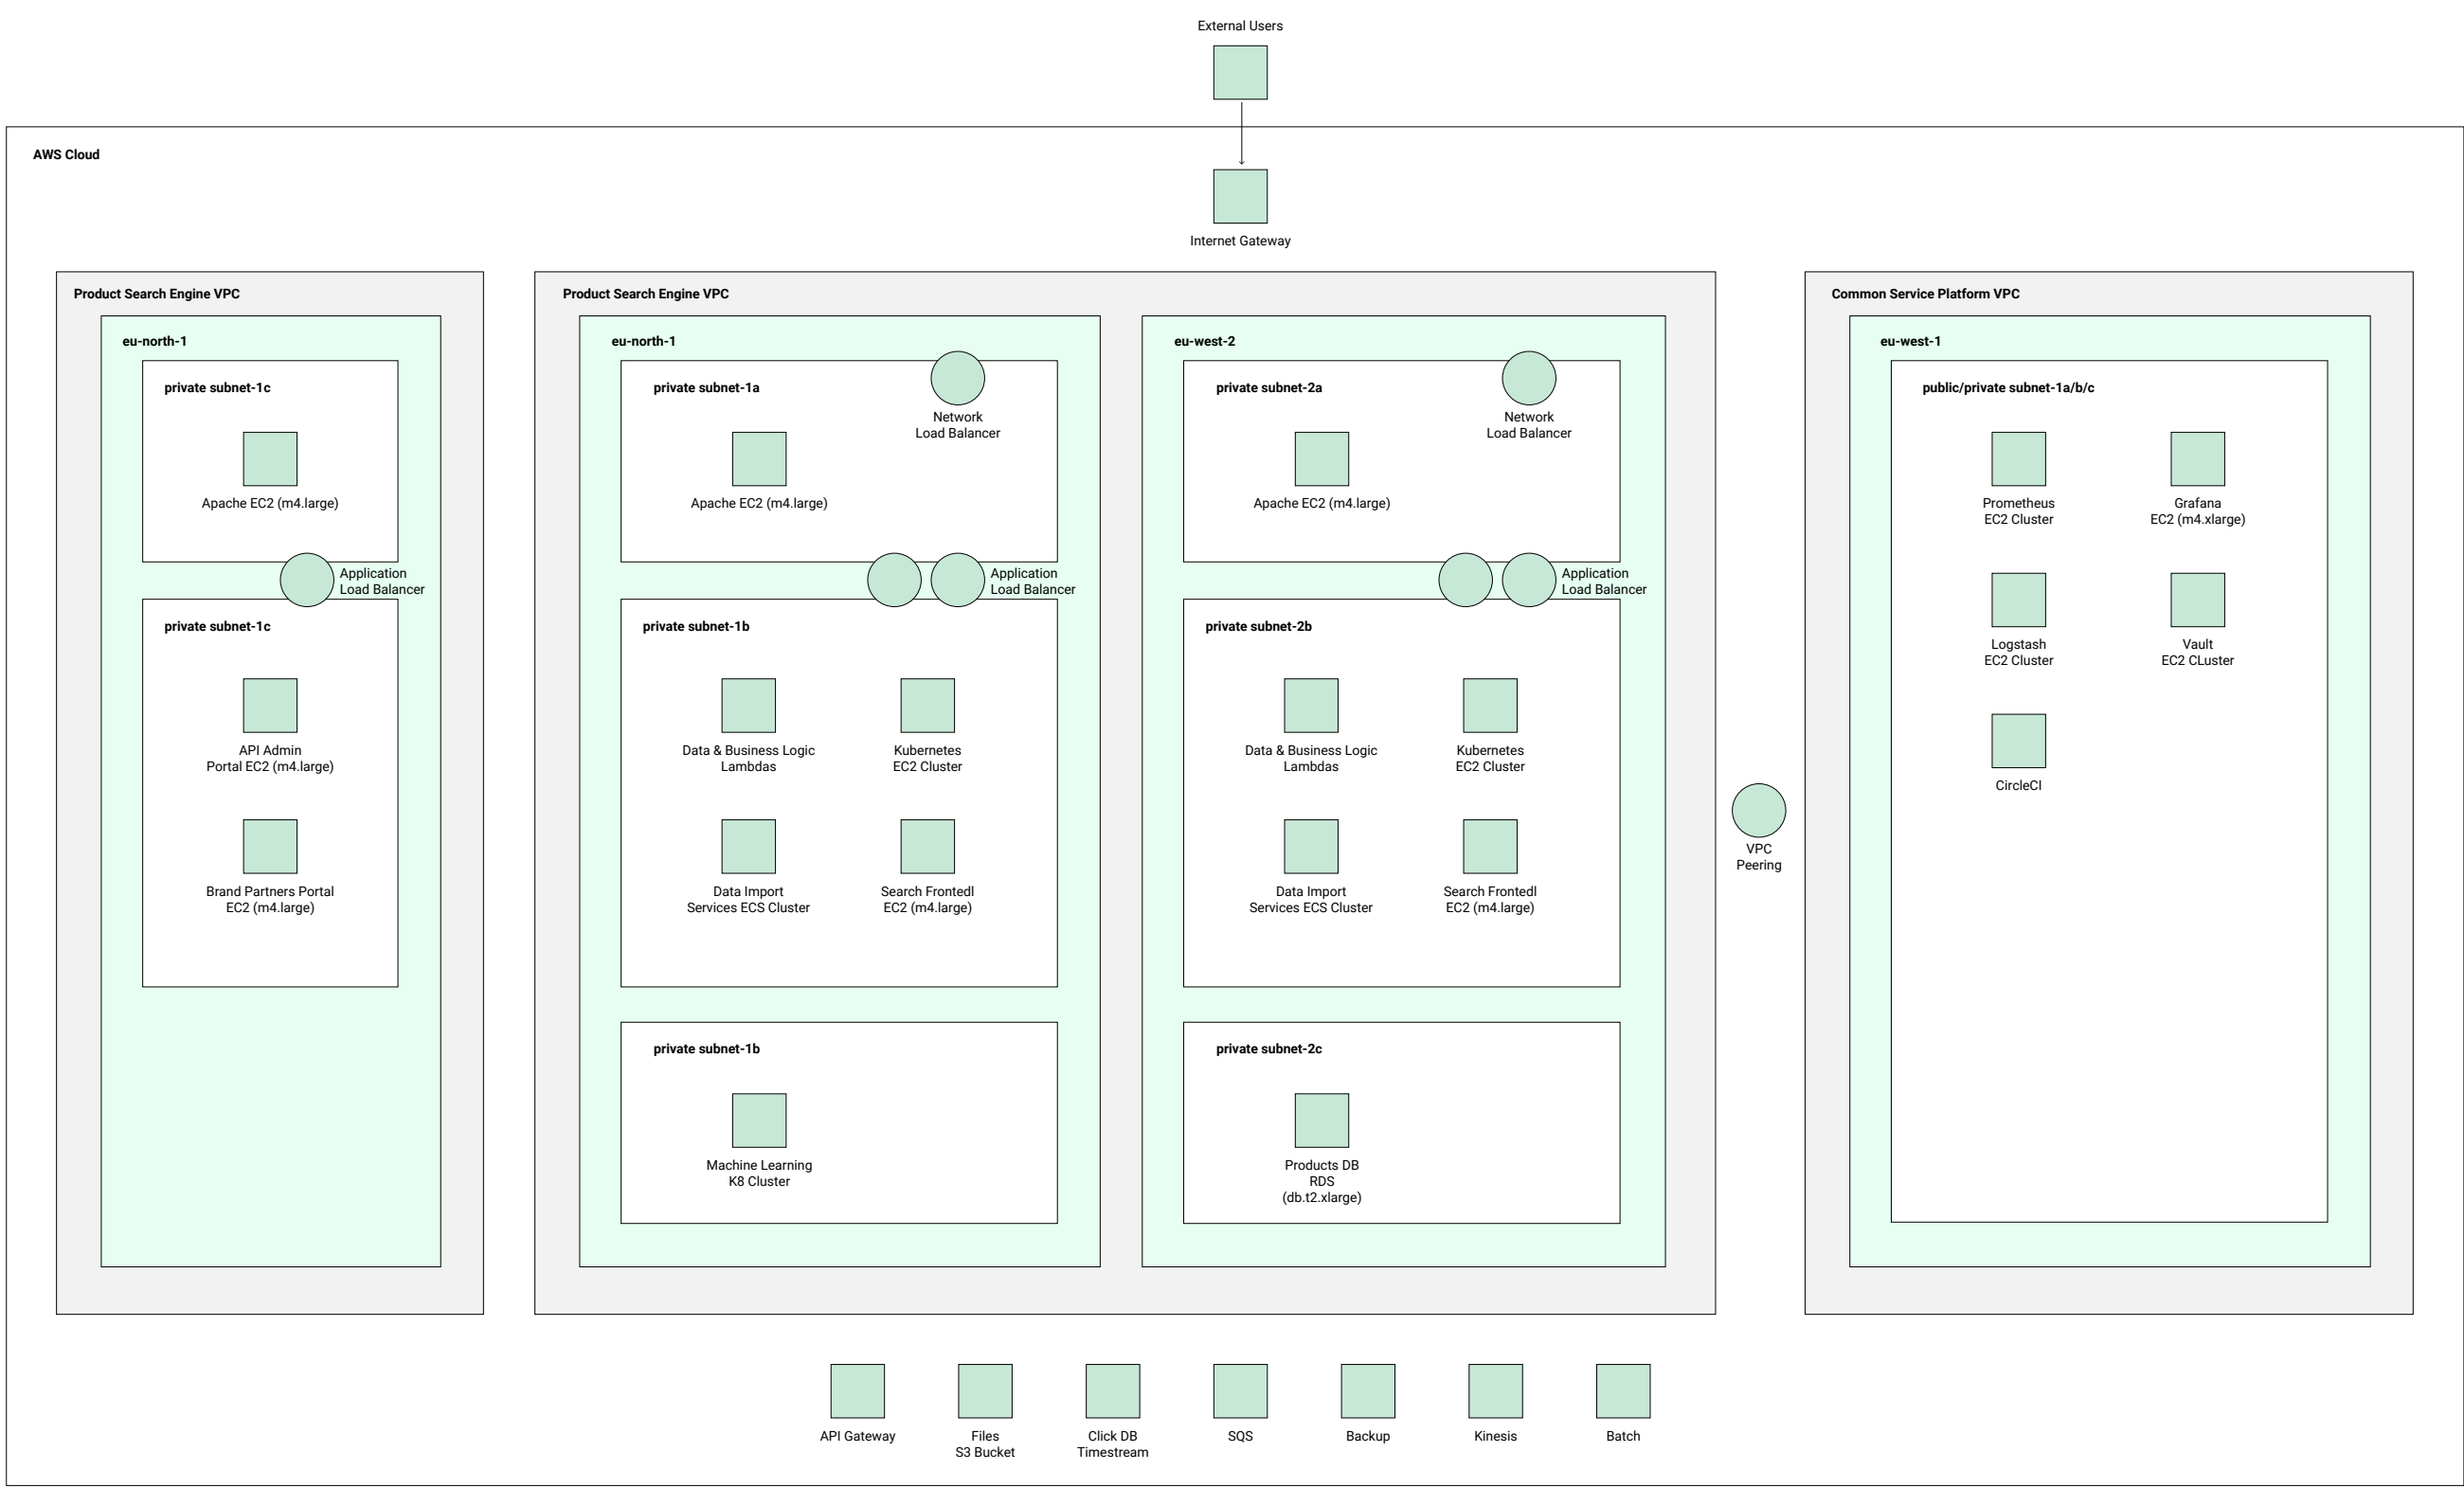 External Users
AWS Cloud
Internet Gateway
Product Search Engine VPC
eu-north-1
private subnet-1c
Apache EC2 (m4.large)
Application
Load Balancer
private subnet-1c
API Admin
Portal EC2 (m4.large)
Brand Partners Portal
EC2 (m4.large)
Product Search Engine VPC
eu-north-1
private subnet-1a
Network
Load Balancer
Apache EC2 (m4.large)
Application
Load Balancer
private subnet-1b
Data & Business Logic
Lambdas
Kubernetes
EC2 Cluster
Data Import
Services ECS Cluster
Search Frontedl
EC2 (m4.large)
private subnet-1b
Machine Learning
K8 Cluster
eu-west-2
private subnet-2a
Network
Load Balancer
Apache EC2 (m4.large)
Application
Load Balancer
private subnet-2b
Data & Business Logic
Lambdas
Kubernetes
EC2 Cluster
Data Import
Services ECS Cluster
Search Frontedl
EC2 (m4.large)
private subnet-2c
Products DB
RDS
(db.t2.xlarge)
VPC
Peering
Common Service Platform VPC
eu-west-1
public/private subnet-1a/b/c
Prometheus
EC2 Cluster
Grafana
EC2 (m4.xlarge)
Logstash
EC2 Cluster
Vault
EC2 CLuster
CircleCI
API Gateway
Files
S3 Bucket
Click DB
Timestream
SQS
Backup
Kinesis
Batch